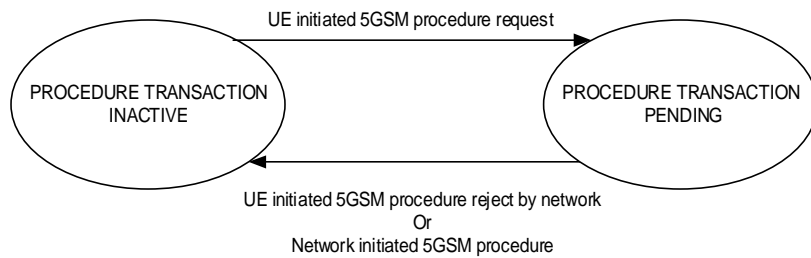 UE initiated 5GSM procedure request
PROCEDURE TRANSACTION
INACTIVE
PROCEDURE TRANSACTION
PENDING
UE initiated 5GSM procedure reject by network
Or
Network initiated 5GSM procedure